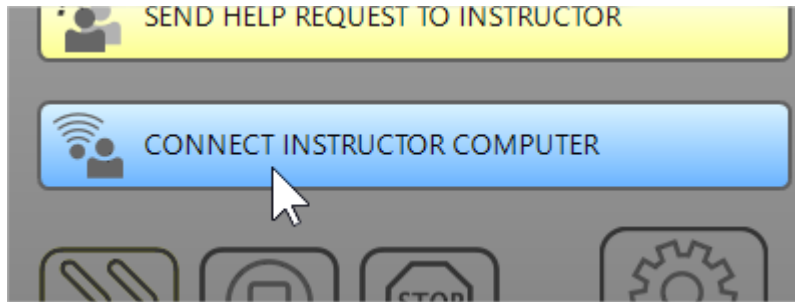 SEND HELP REQUEST TO INSTRUCTOR
CONNECT INSTRUCTOR COMPUTER
STOP